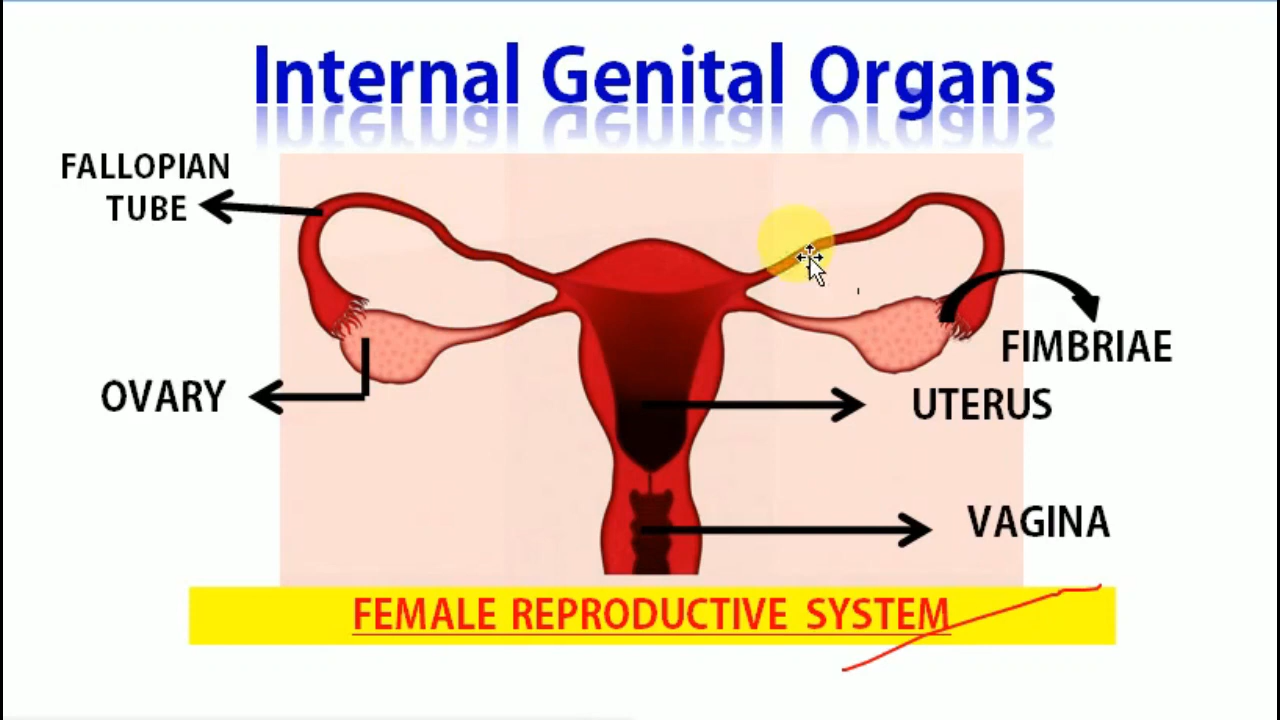 Internal Genital Organs
FALLOPIAN
TUBE
OVARY
FIMBRIAE
UTERUS
VAGINA
FEMALE REPRODUCTIVE SYSTEM